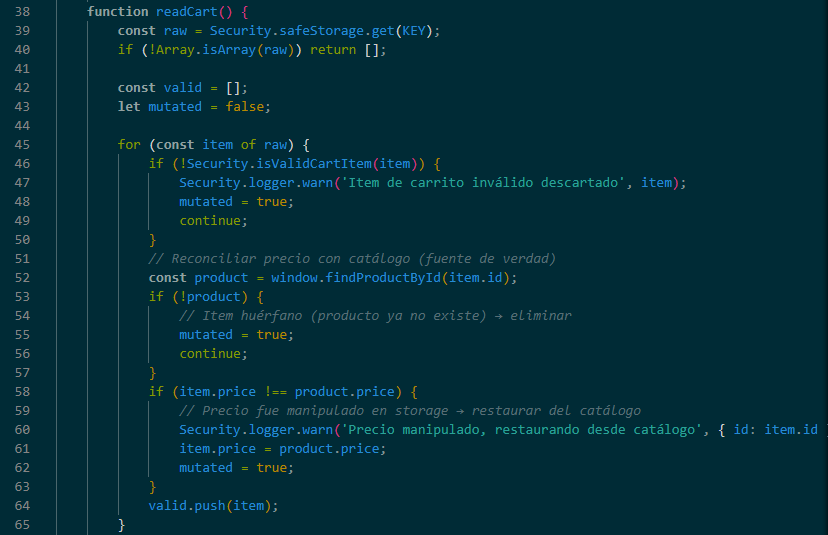 38 function readCart() {
39 const raw = Security.safeStorage.get(KEY);
40 if (!Array.isArray(raw)) return [];
41
42 const valid = [];
43 let mutated = false;
44
45 for (const item of raw) {
46 if (!Security.isValidCartItem(item)) {
47 Security.logger.warn('Item de carrito inválido descartado', item);
48 mutated = true;
49 continue;
50 }
51 // Reconciliar precio con catálogo (fuente de verdad)
52 const product = window.findProductById(item.id);
53 if (!product) {
54 // Item huérfano (producto ya no existe) → eliminar
55 mutated = true;
56 continue;
57 }
58 if (item.price !== product.price) {
59 // Precio fue manipulado en storage → restaurar del catálogo
60 Security.logger.warn('Precio manipulado, restaurando desde catálogo', { id: item.id }
61 item.price = product.price;
62 mutated = true;
63 }
64 valid.push(item);
65 }